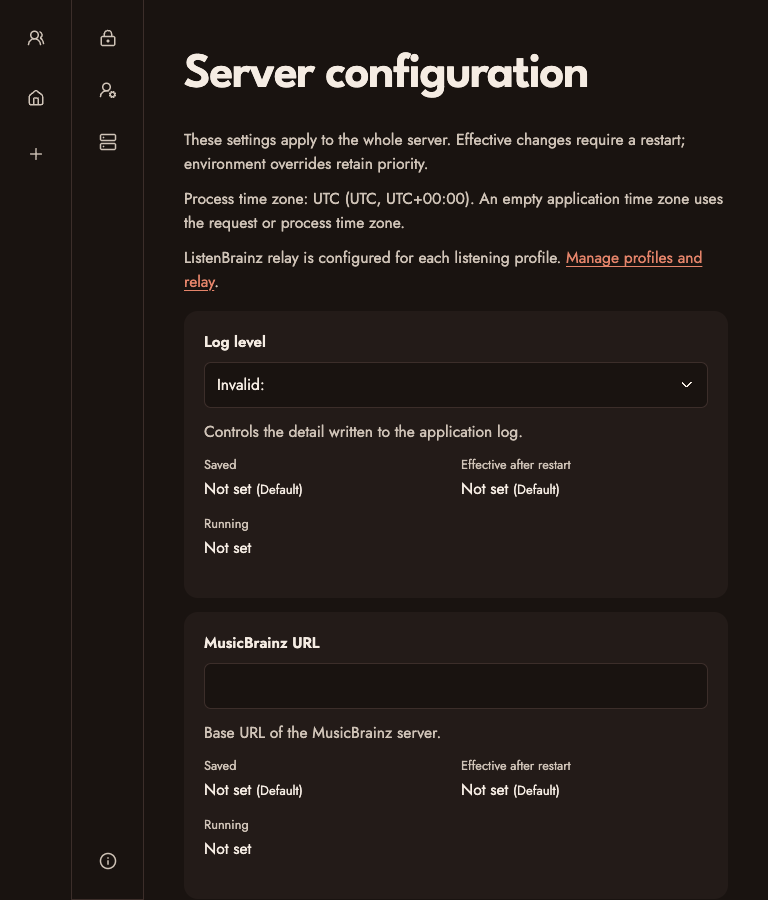 Server configuration
These settings apply to the whole server. Effective changes require a restart;
environment overrides retain priority.
Process time zone: UTC (UTC, UTC+00:00). An empty application time zone uses
the request or process time zone.
ListenBrainz relay is configured for each listening profile. Manage profiles and
relay.
Log level
Invalid:
Controls the detail written to the application log.
Saved
Effective after restart
Not set (Default)
Not set (Default)
Running
Not set
MusicBrainz URL
Base URL of the MusicBrainz server.
Saved
Effective after restart
Not set (Default)
Not set (Default)
Running
Not set